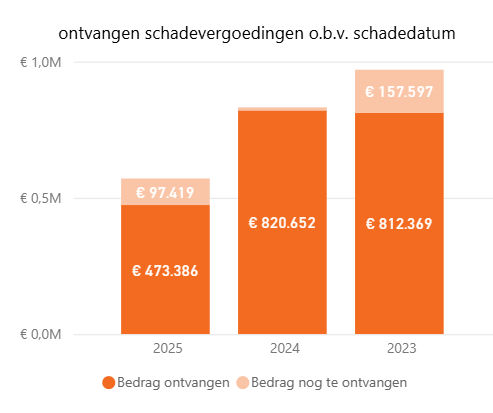 ontvangen schadevergoedingen o.b.v. schadedatum
€ 1,0M
€ 157.597
€ 0,5M
€ 97.419
€ 820.652
€ 812.369
€ 473.386
€ 0,0M
2025 2024 2023
Bedrag ontvangen Bedrag nog te ontvangen